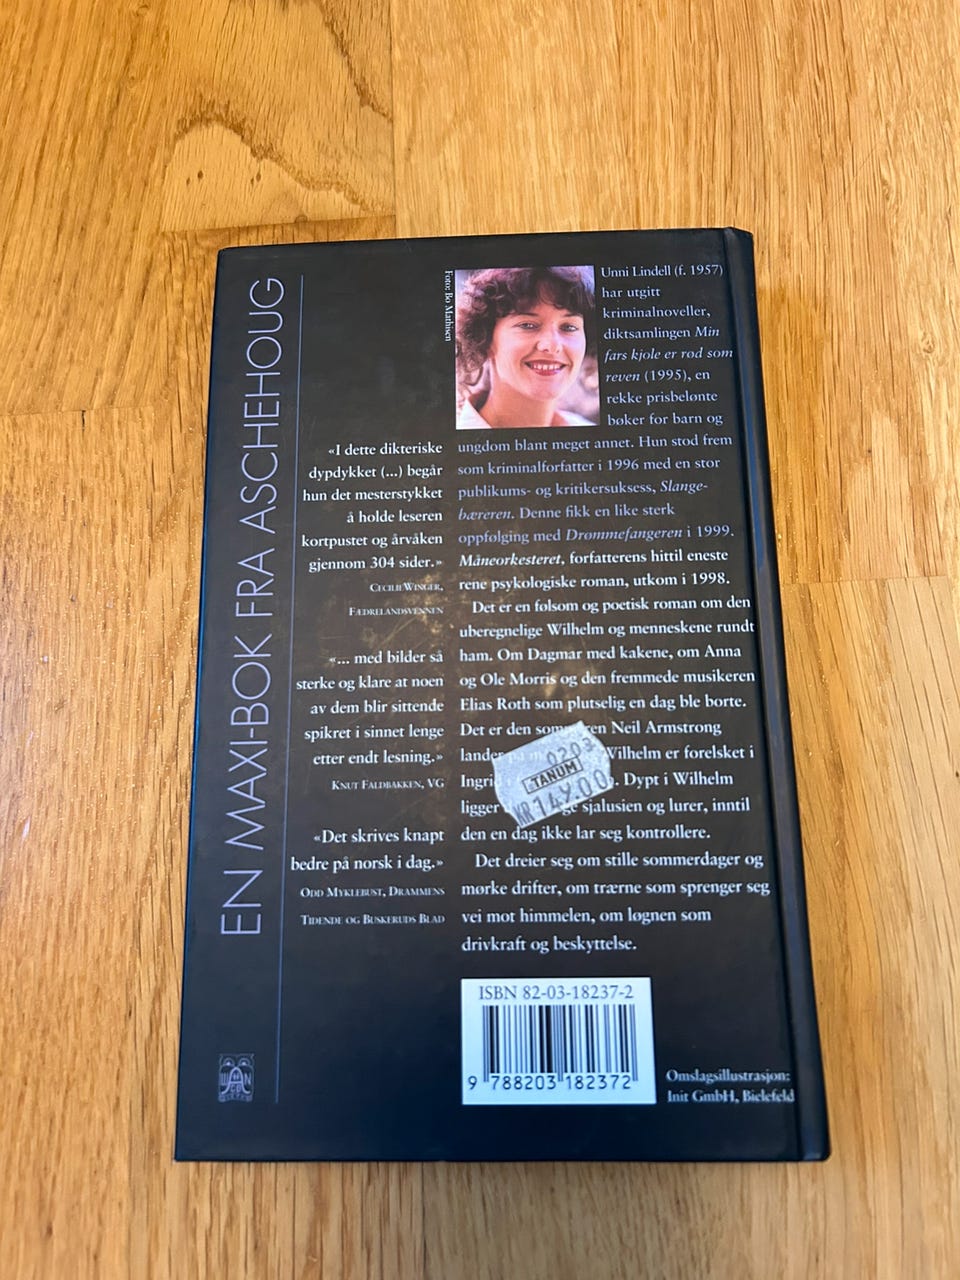 EN MAXI-BOK FRA ASCHEHOUG
Foto: Bo Mathisen
Unni Lindell (f. 1957)
har utgitt
kriminalnoveller,
diktsamlingen Min
fars kjole er rød som
reven (1995), en
rekke prisbelønte
bøker for barn og
ungdom blant meget annet. Hun stod frem
som kriminalforfatter i 1996 med en stor
publikums- og kritikersuksess, Slange-
bæreren. Denne fikk en like sterk
oppfølging med Drømmefangeren i 1999.
Måneorkesteret, forfatterens hittil eneste
rene psykologiske roman, utkom i 1998.
Det er en følsom og poetisk roman om den
uberegnelige Wilhelm og menneskene rundt
ham. Om Dagmar med kakene, om Anna
og Ole Morris og den fremmede musikeren
Elias Roth som plutselig en dag ble borte.
Det er den Neil Armstrong
lander på Wilhelm er forelsket i
Dypt i Wilhelm
ligger sjalusien og lurer, inntil
den en dag ikke lar seg kontrollere.
Det dreier seg om stille sommerdager og
mørke drifter, om trærne som sprenger seg
vei mot himmelen, om løgnen som
drivkraft og beskyttelse.
«I dette dikteriske
dypdykket (...) begår
hun det mesterstykket
å holde leseren
kortpustet og årvåken
gjennom 304 sider.»
Cecilie Winger,
Fædrelandsvennen
«... med bilder så
sterke og klare at noen
av dem blir sittende
spikret i sinnet lenge
etter endt lesning.»
Knut Faldbakken, VG
«Det skrives knapt
bedre på norsk i dag.»
Odd Myklebust, Drammens
Tidende og Buskeruds Blad
0203
TANUM
KR 149.00
ISBN 82-03-18237-2
9 788203 182372
Omslagsillustrasjon:
Init GmbH, Bielefeld